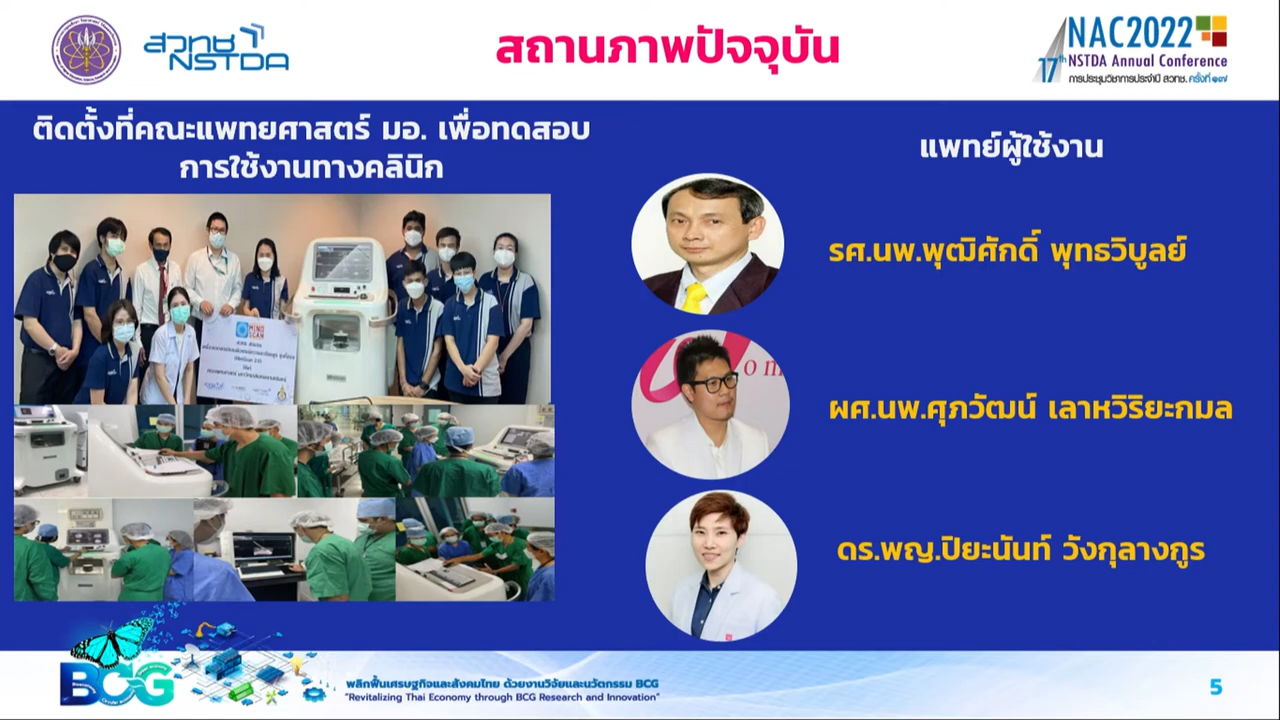 สวทช
NSTDA
สถานภาพปัจจุบัน
NAC2022
17th NSTDA Annual Conference
การประชุมวิชาการประจำปี สวทช. ครั้งที่ ๑๗
ติดตั้งที่คณะแพทยศาสตร์ มอ. เพื่อทดสอบ
การใช้งานทางคลินิก
แพทย์ผู้ใช้งาน
MINO
SCAN
รศ.นพ.พุฒิศักดิ์ พุทธวิบูลย์
ผศ.นพ.ศุภวัฒน์ เลาหวิริยะกมล
ดร.พญ.ปิยะนันท์ วังกุลางกูร
BCG
พลิกฟื้นเศรษฐกิจและสังคมไทย ด้วยงานวิจัยและนวัตกรรม BCG
"Revitalizing Thai Economy through BCG Research and Innovation"
5